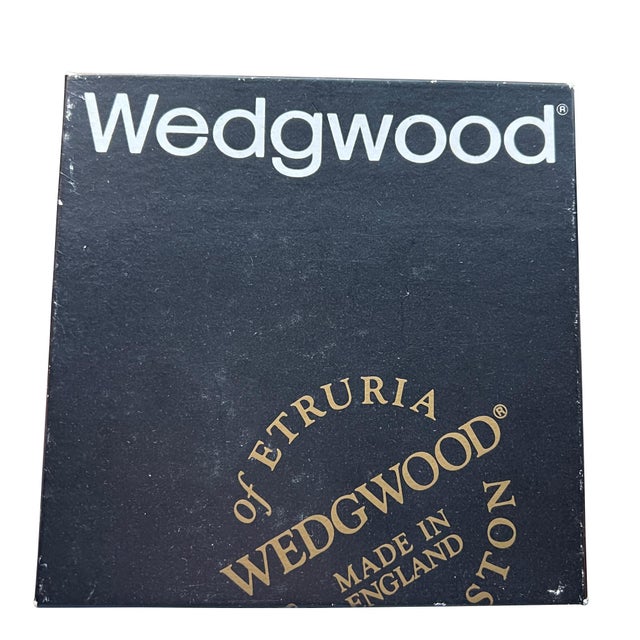 Wedgwood®
of ETRURIA
WEDGWOOD®
MADE IN
ENGLAND
STON